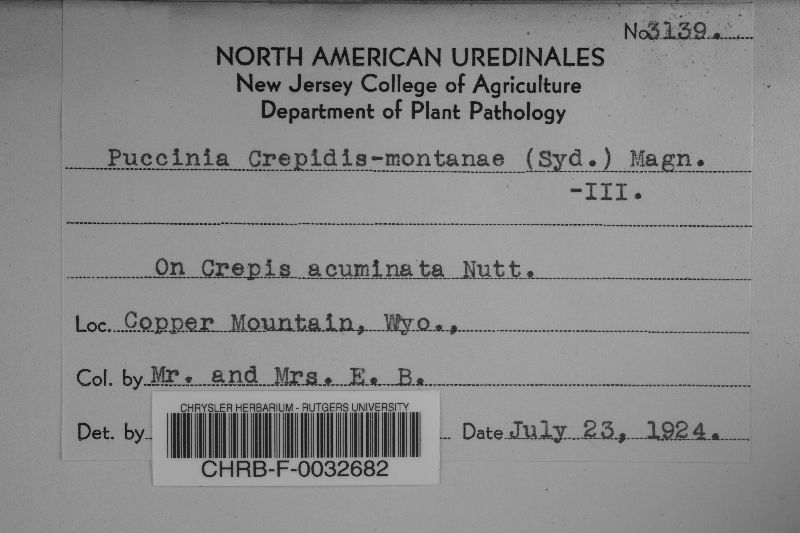 No 3139.
NORTH AMERICAN UREDINALES
New Jersey College of Agriculture
Department of Plant Pathology
Puccinia Crepidis-montanae (Syd.) Magn.
-III.
On Crepis acuminata Nutt.
Loc. Copper Mountain, Wyo.,
Col. by Mr. and Mrs. E. B.
Det. by Date July 23, 1924.
CHRYSLER HERBARIUM - RUTGERS UNIVERSITY
CHRB-F-0032682